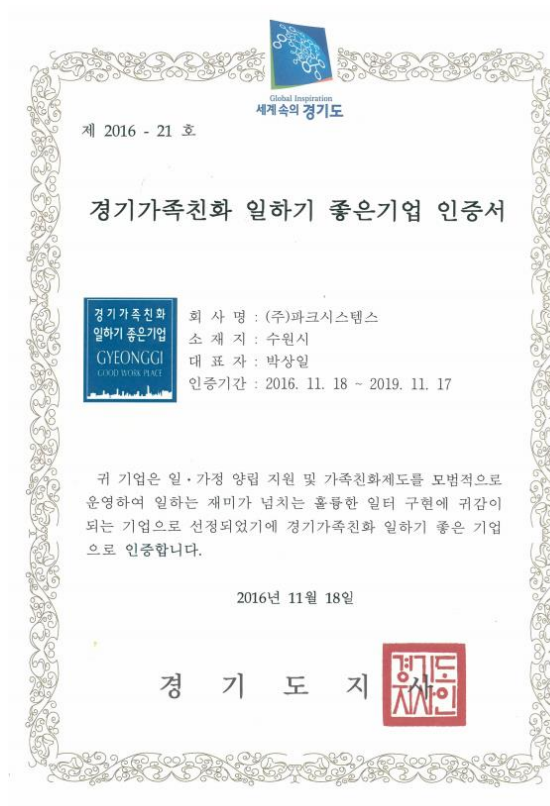 Global Inspiration
세계속의 경기도
제 2016 - 21 호
경기가족친화 일하기 좋은기업 인증서
경기가족친화
일하기 좋은기업
GYEONGGI
GOOD WORK PLACE
회 사 명 : (주)파크시스템스
소 재 지 : 수원시
대 표 자 : 박상일
인증기간 : 2016. 11. 18 ~ 2019. 11. 17
귀 기업은 일·가정 양립 지원 및 가족친화제도를 모범적으로
운영하여 일하는 재미가 넘치는 훌륭한 일터 구현에 귀감이
되는 기업으로 선정되었기에 경기가족친화 일하기 좋은 기업
으로 인증합니다.
2016년 11월 18일
경 기 도 지 사
경기도
지사인